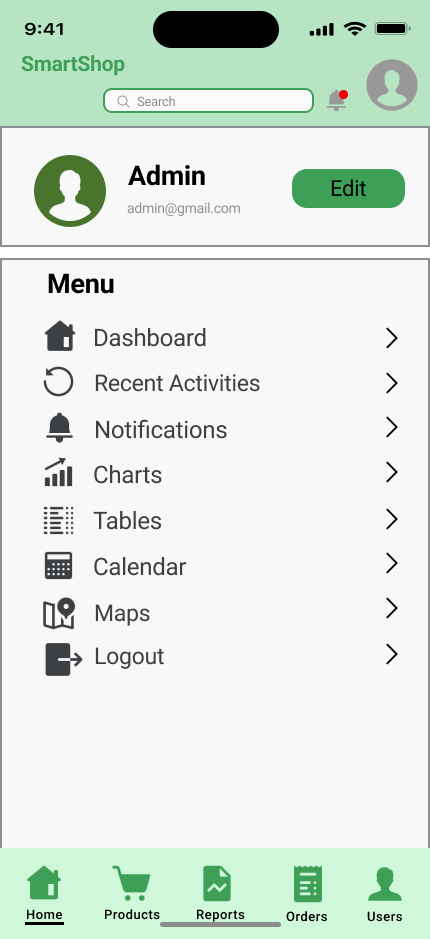 9:41
SmartShop
Search
Admin
admin@gmail.com
Edit
Menu
Dashboard
Recent Activities
Notifications
Charts
Tables
Calendar
Maps
Logout
Home Products Reports Orders Users